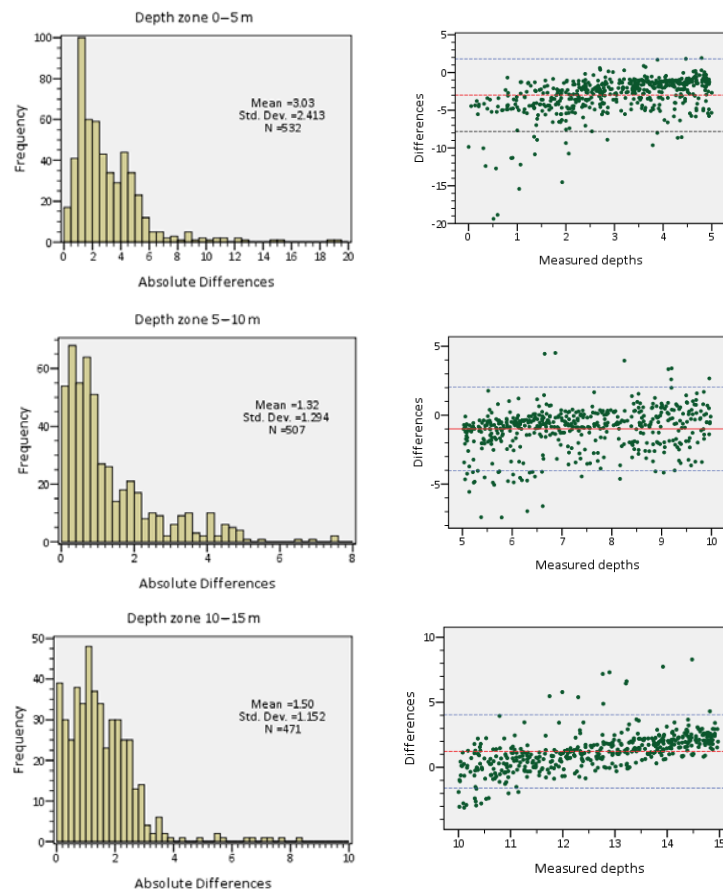 Depth zone 0–5 m
100
80
60
40
20
0
Frequency
Mean =3.03
Std. Dev. =2.413
N =532
0 2 4 6 8 10 12 14 16 18 20
Absolute Differences
5
0
-5
-10
-15
-20
Differences
0 1 2 3 4 5
Measured depths
Depth zone 5–10 m
60
40
20
0
Frequency
Mean =1.32
Std. Dev. =1.294
N =507
0 2 4 6 8
Absolute Differences
5
0
-5
Differences
5 6 7 8 9 10
Measured depths
Depth zone 10–15 m
50
40
30
20
10
0
Frequency
Mean =1.50
Std. Dev. =1.152
N =471
0 2 4 6 8 10
Absolute Differences
10
5
0
Differences
10 11 12 13 14 15
Measured depths